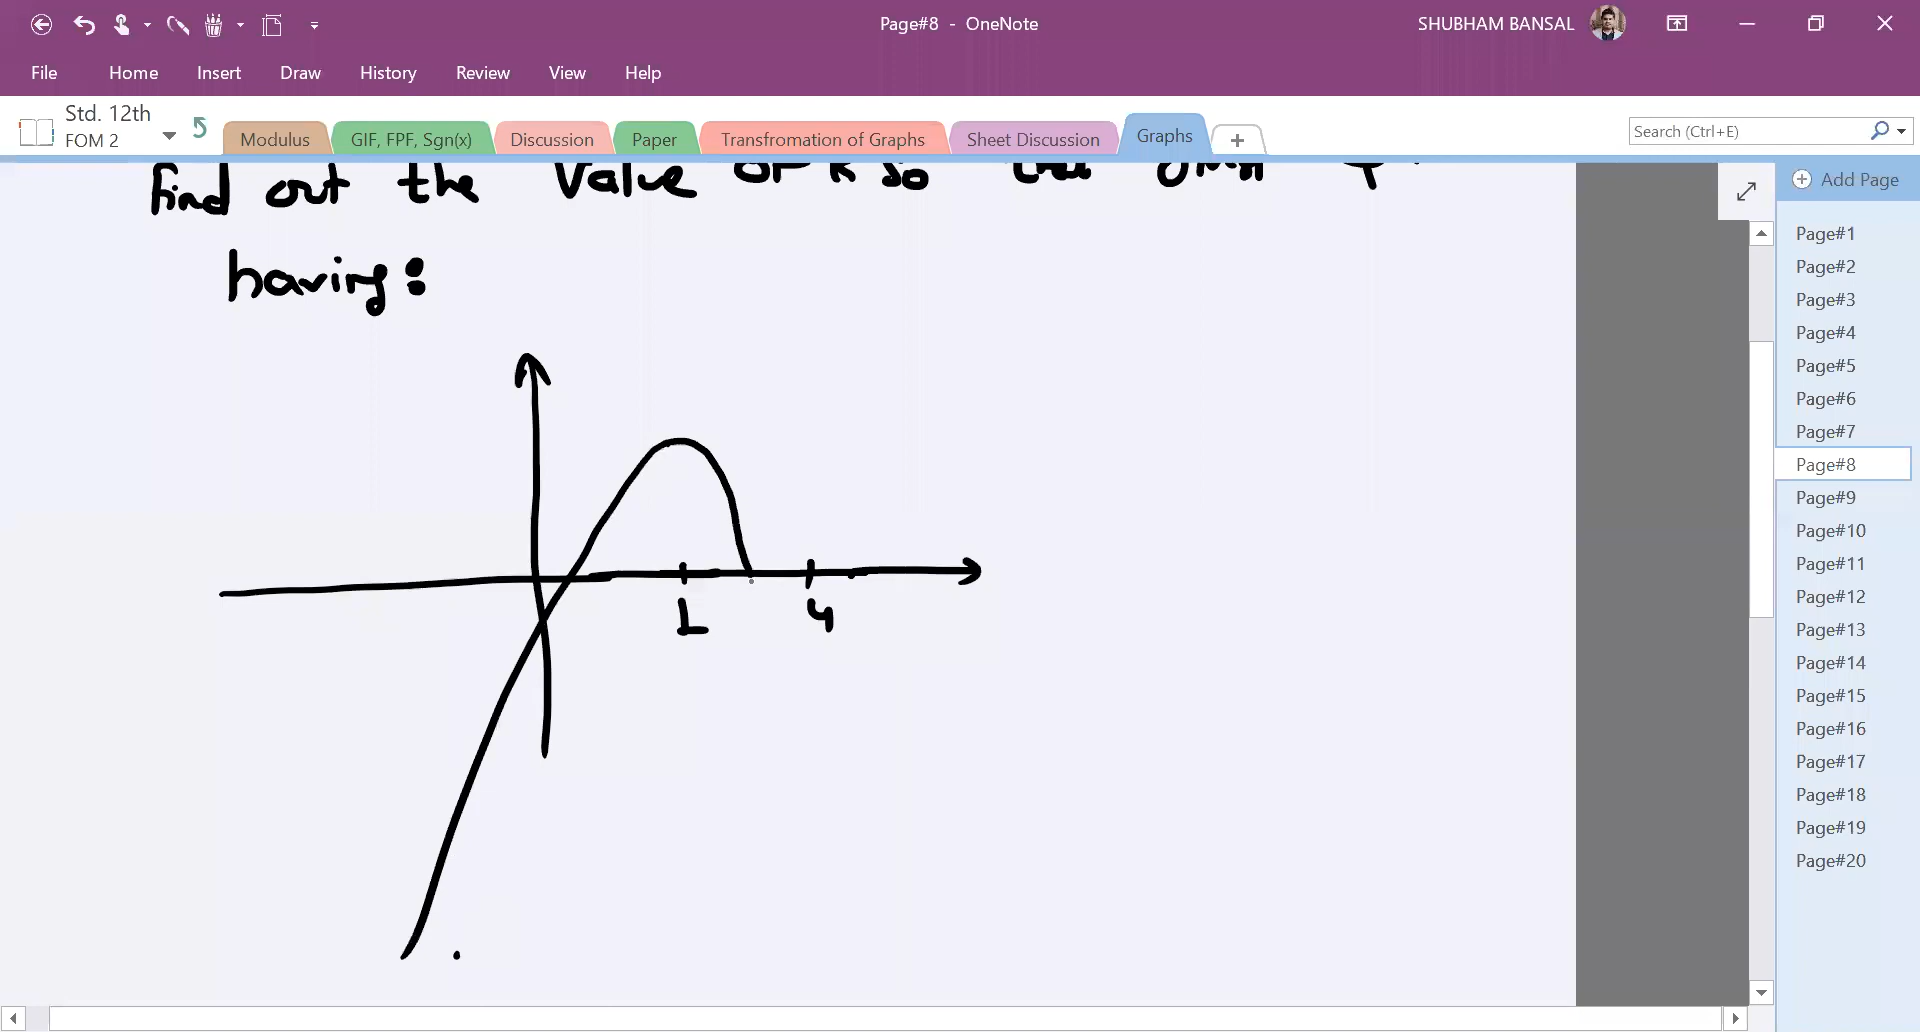 Page#8 - OneNote
SHUBHAM BANSAL
File Home Insert Draw History Review View Help
Std. 12th
FOM 2
Modulus GIF, FPF, Sgn(x) Discussion Paper Transfromation of Graphs Sheet Discussion Graphs +
Search (Ctrl+E)
find out the value of k so
having:
1 4
Add Page
Page#1
Page#2
Page#3
Page#4
Page#5
Page#6
Page#7
Page#8
Page#9
Page#10
Page#11
Page#12
Page#13
Page#14
Page#15
Page#16
Page#17
Page#18
Page#19
Page#20